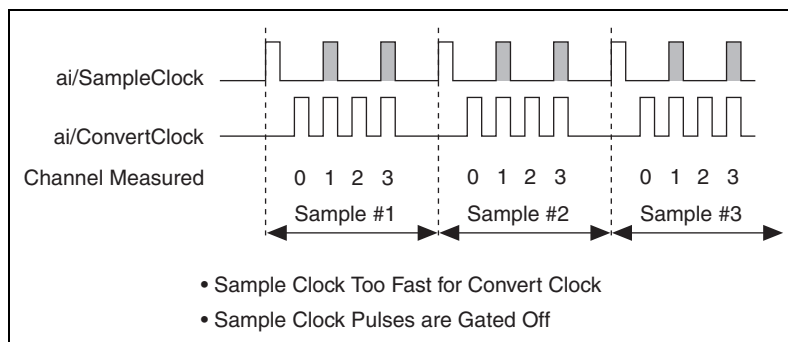 ai/SampleClock
ai/ConvertClock
Channel Measured 0 1 2 3 0 1 2 3 0 1 2 3
Sample #1 Sample #2 Sample #3
• Sample Clock Too Fast for Convert Clock
• Sample Clock Pulses are Gated Off